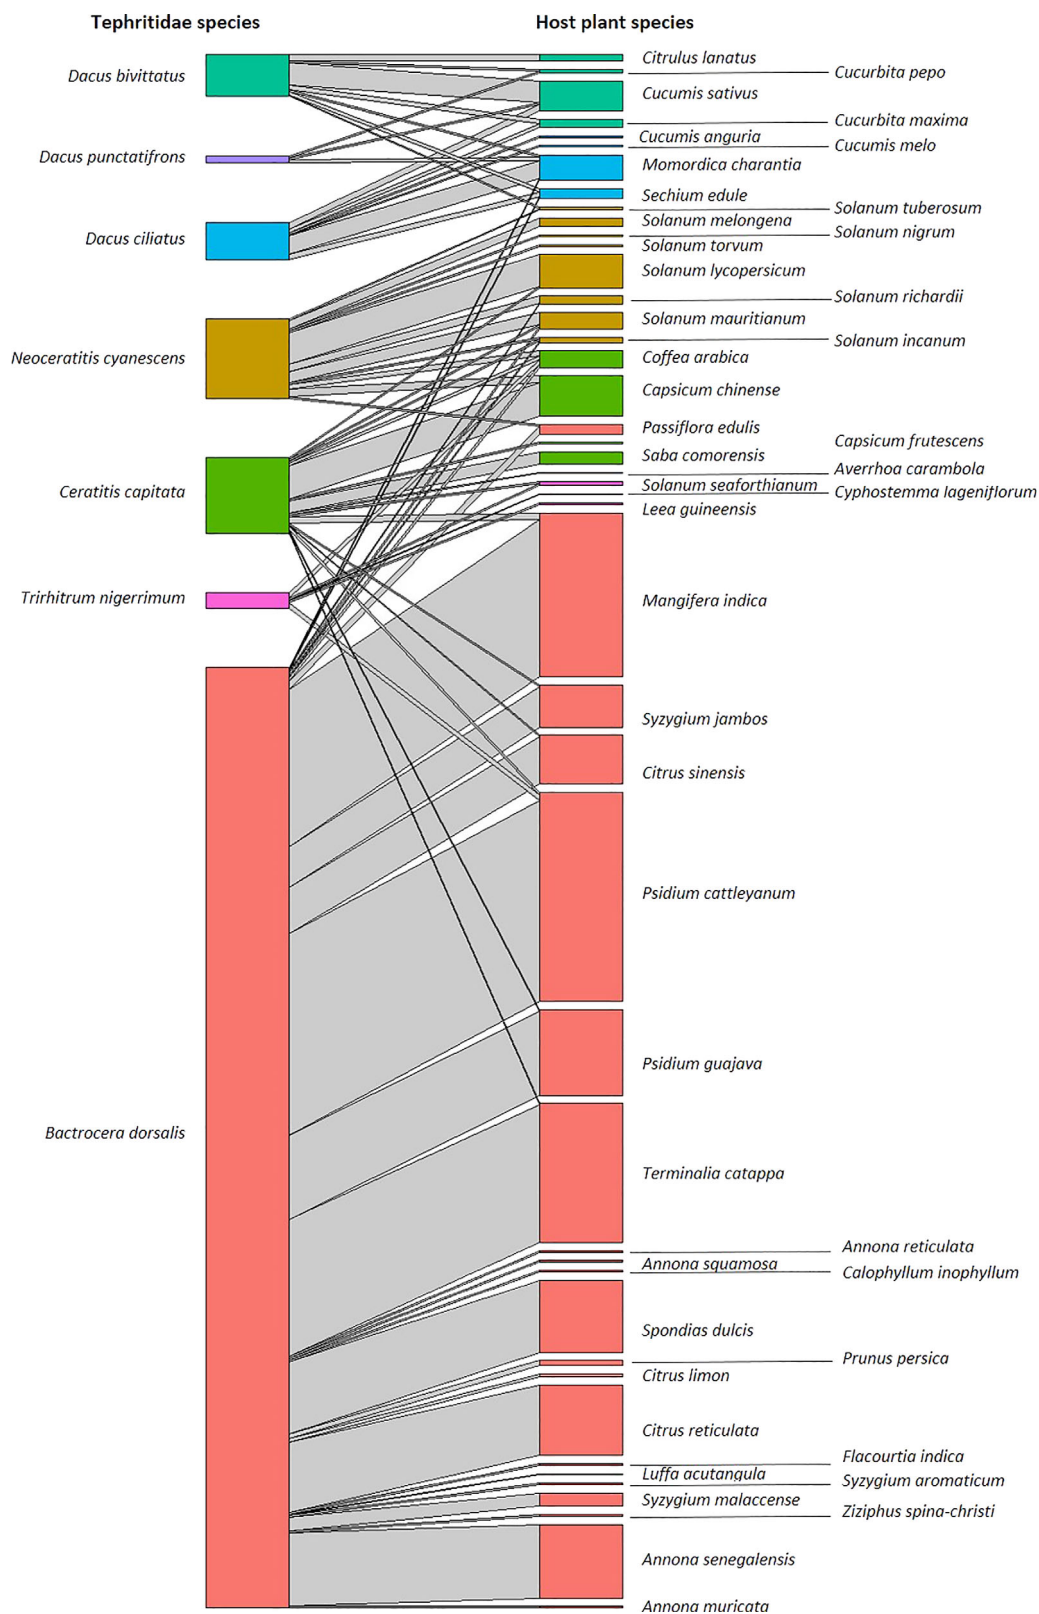 Tephritidae species
Host plant species
Dacus bivittatus
Dacus punctatifrons
Dacus ciliatus
Neoceratitis cyanescens
Ceratitis capitata
Trirhitrum nigerrimum
Bactrocera dorsalis
Citrulus lanatus
Cucurbita pepo
Cucumis sativus
Cucurbita maxima
Cucumis anguria
Cucumis melo
Momordica charantia
Sechium edule
Solanum tuberosum
Solanum melongena
Solanum nigrum
Solanum torvum
Solanum lycopersicum
Solanum richardii
Solanum mauritianum
Solanum incanum
Coffea arabica
Capsicum chinense
Passiflora edulis
Capsicum frutescens
Saba comorensis
Averrhoa carambola
Solanum seaforthianum
Cyphostemma lageniflorum
Leea guineensis
Mangifera indica
Syzygium jambos
Citrus sinensis
Psidium cattleyanum
Psidium guajava
Terminalia catappa
Annona reticulata
Annona squamosa
Calophyllum inophyllum
Spondias dulcis
Prunus persica
Citrus limon
Citrus reticulata
Flacourtia indica
Luffa acutangula
Syzygium aromaticum
Syzygium malaccense
Ziziphus spina-christi
Annona senegalensis
Annona muricata